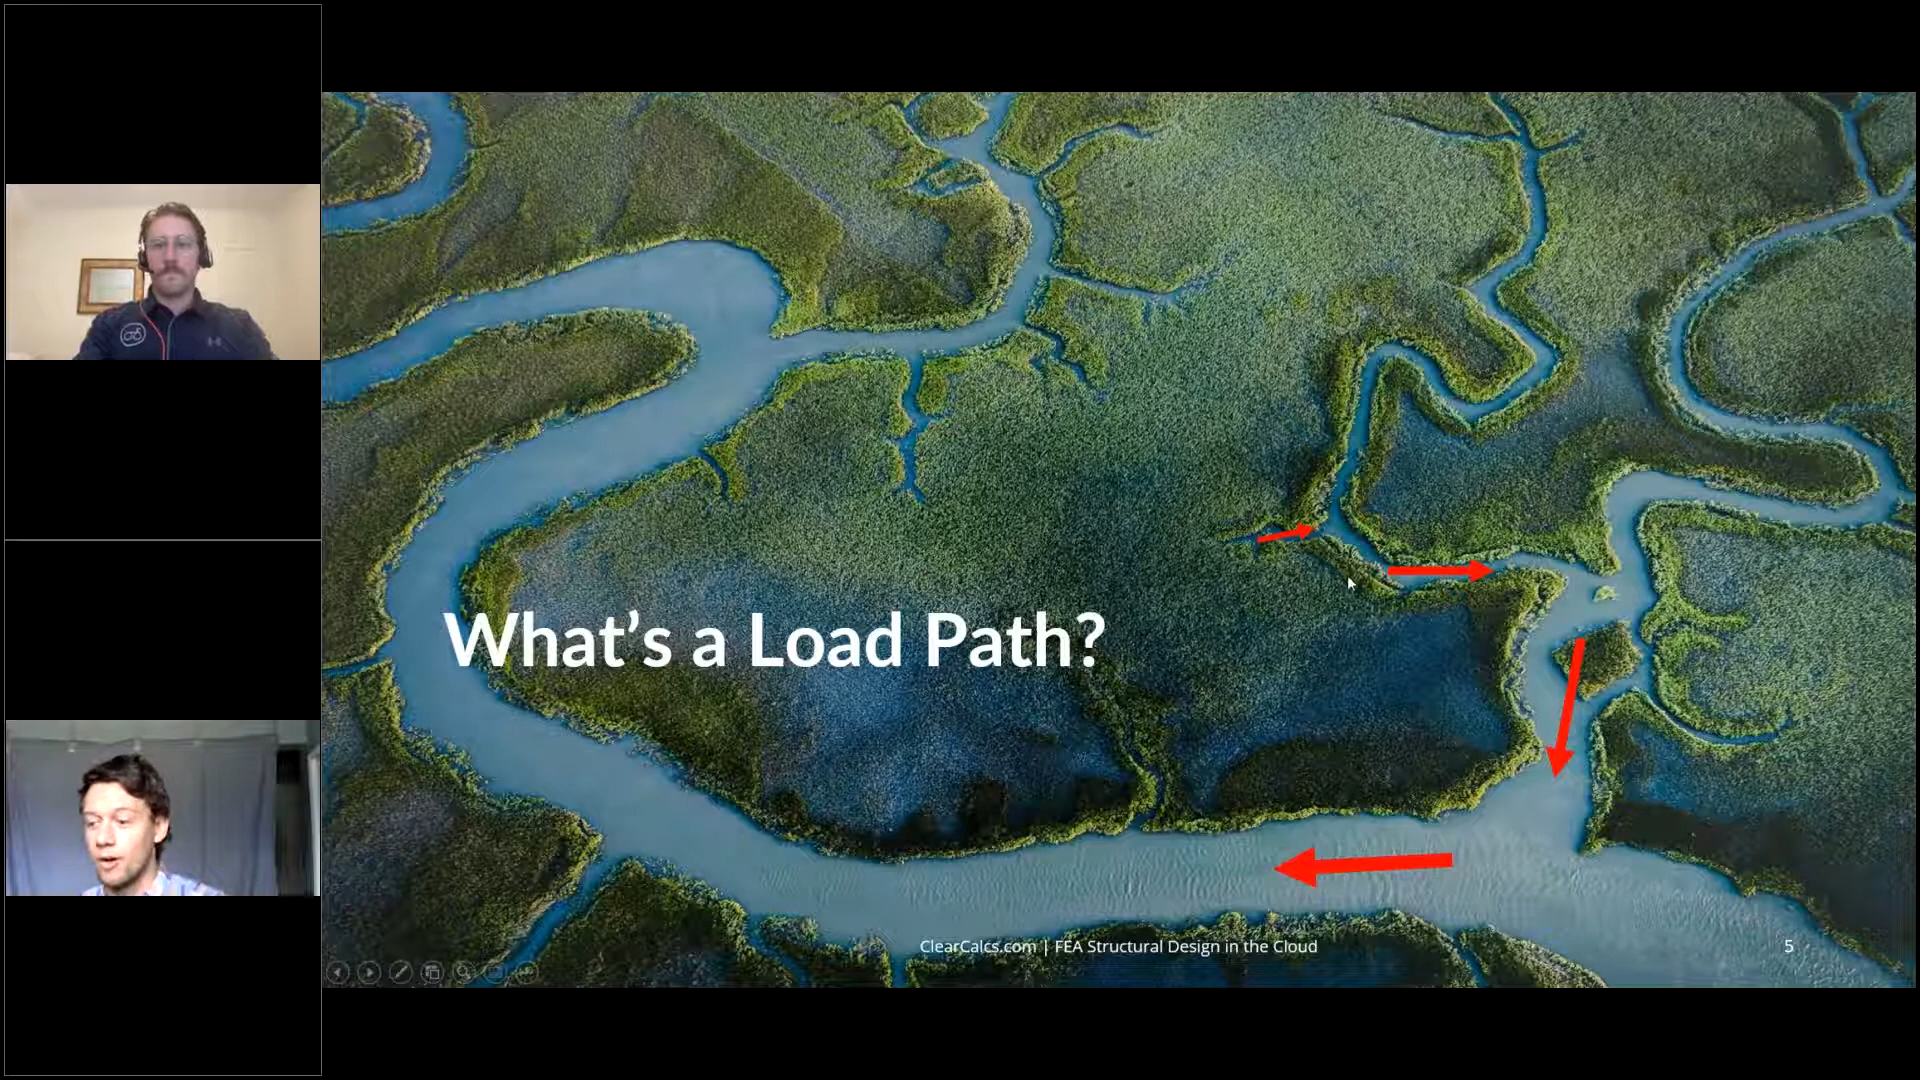 What’s a Load Path?
ClearCalcs.com | FEA Structural Design in the Cloud
5